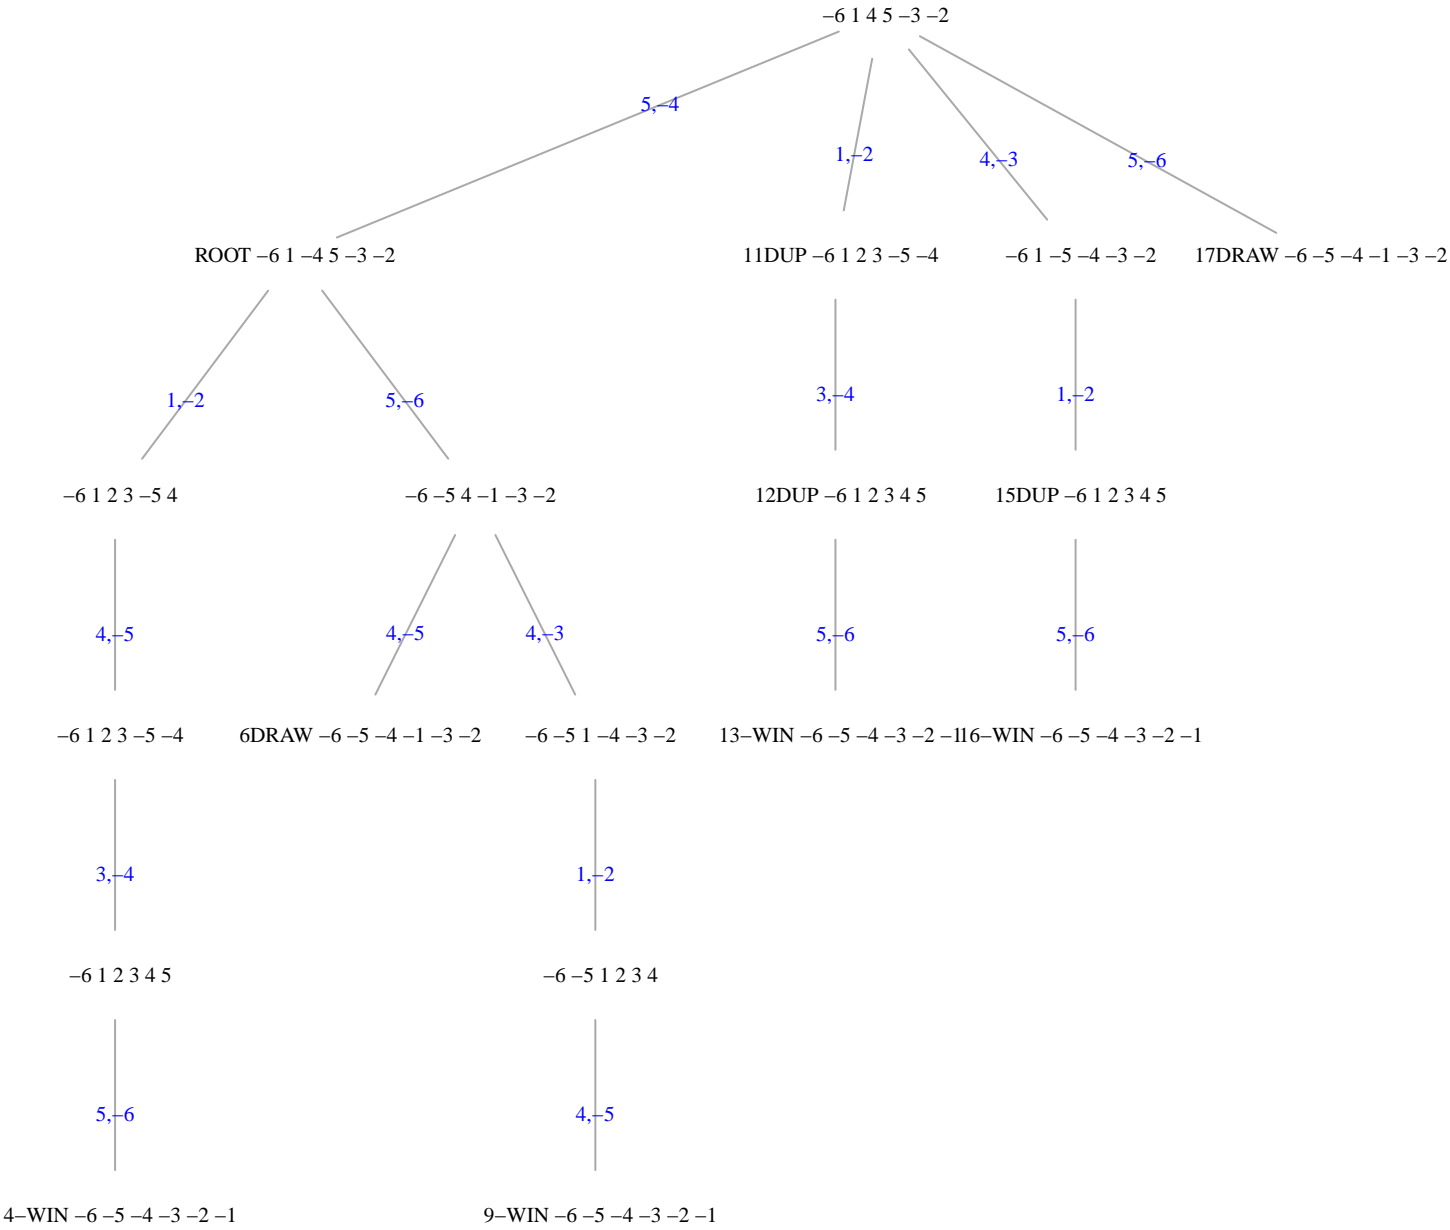 –6 1 4 5 –3 –2
5,–4
1,–2
4,–3
5,–6
ROOT –6 1 –4 5 –3 –2
11DUP –6 1 2 3 –5 –4
–6 1 –5 –4 –3 –2
17DRAW –6 –5 –4 –1 –3 –2
1,–2
5,–6
3,–4
1,–2
–6 1 2 3 –5 4
–6 –5 4 –1 –3 –2
12DUP –6 1 2 3 4 5
15DUP –6 1 2 3 4 5
4,–5
4,–5
4,–3
5,–6
5,–6
–6 1 2 3 –5 –4
6DRAW –6 –5 –4 –1 –3 –2
–6 –5 1 –4 –3 –2
13–WIN –6 –5 –4 –3 –2 –1
16–WIN –6 –5 –4 –3 –2 –1
3,–4
1,–2
–6 1 2 3 4 5
–6 –5 1 2 3 4
5,–6
4,–5
4–WIN –6 –5 –4 –3 –2 –1
9–WIN –6 –5 –4 –3 –2 –1